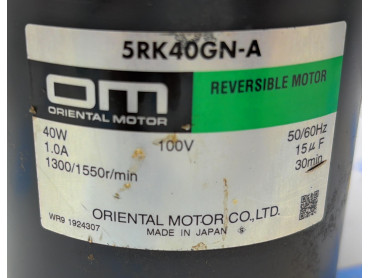 5RK40GN-A
OM
ORIENTAL MOTOR
REVERSIBLE MOTOR
40W 100V 50/60Hz
1.0A 15μF
1300/1550r/min 30min
ORIENTAL MOTOR CO.,LTD.
WR9 1924307 MADE IN JAPAN S